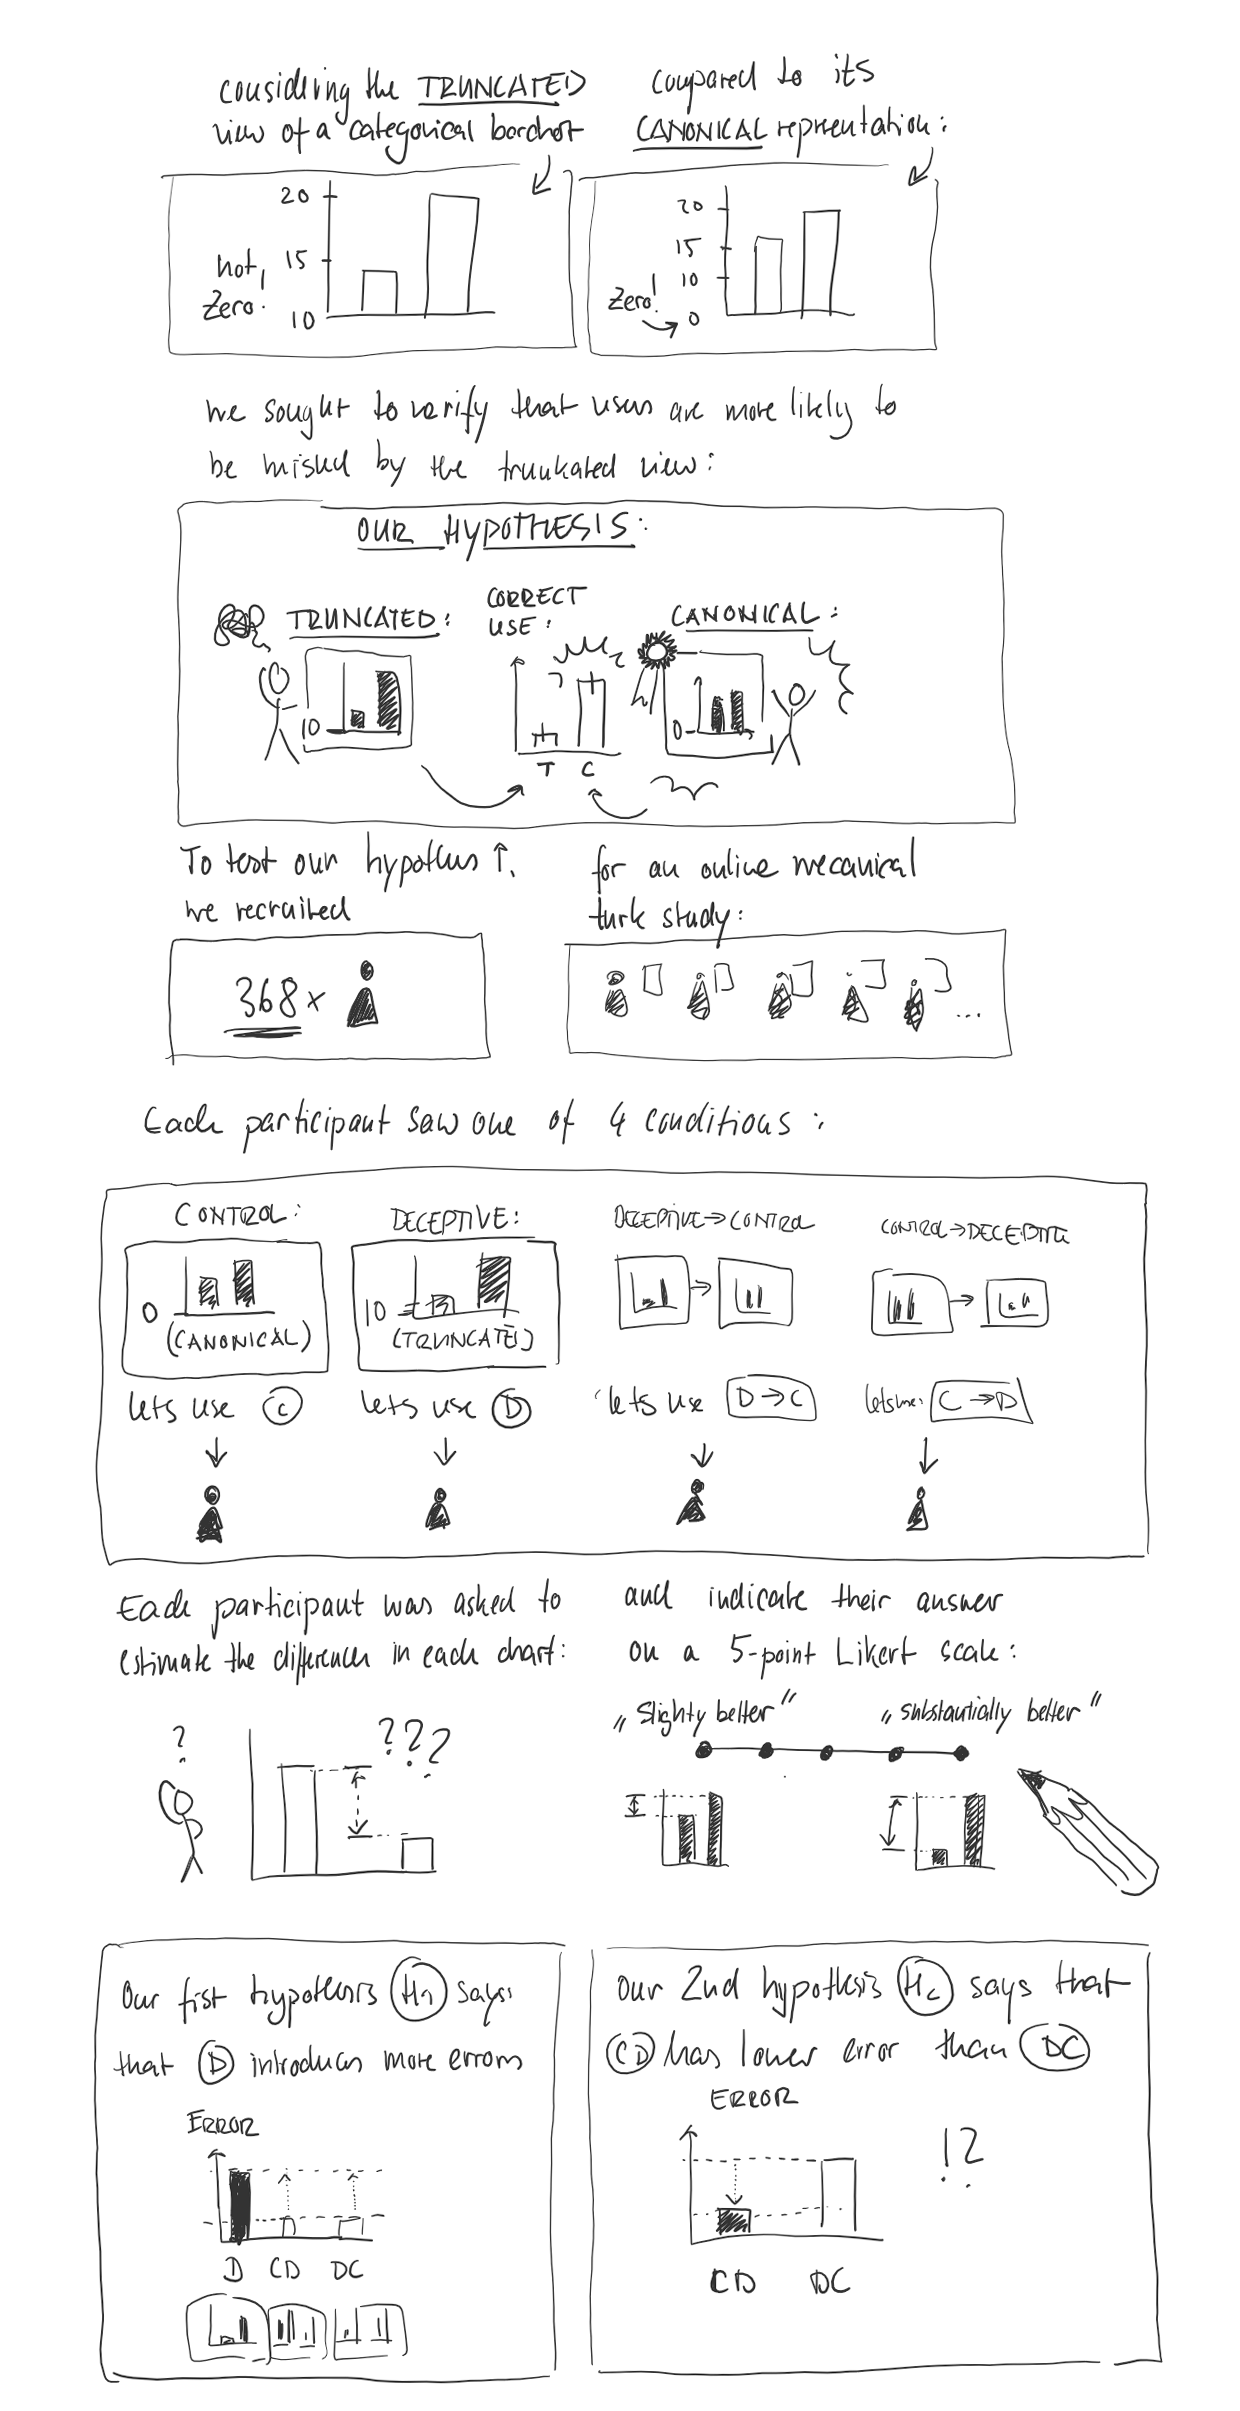 considering the TRUNCATED
view of a categorical barchart
compared to its
CANONICAL representation:
20
15
10
not
Zero!
20
15
10
0
Zero!
we sought to verify that users are more likely to
be misled by the trunkated view:
OUR HYPOTHESIS:
TRUNCATED:
CORRECT
USE:
CANONICAL:
10
T C
0
To test our hypothesis ↑,
we recruited
for an online mecanical
turk study:
368 x
...
Each participant saw one of 4 conditions:
CONTROL:
DECEPTIVE:
DECEPTIVE→CONTROL
CONTROL→DECEPTIVE
0
(CANONICAL)
10
(TRUNCATED)
lets use C
lets use D
lets use D → C
lets use: C → D
Each participant was asked to
estimate the differences in each chart:
and indicate their answer
on a 5-point Likert scale:
?
???
„Slighty better"
„substantially better"
Our first hypothesis H1 says:
that D introduces more errors
ERROR
D CD DC
Our 2nd hypothesis H2 says that
CD has lower error than DC
ERROR
!?
CD DC